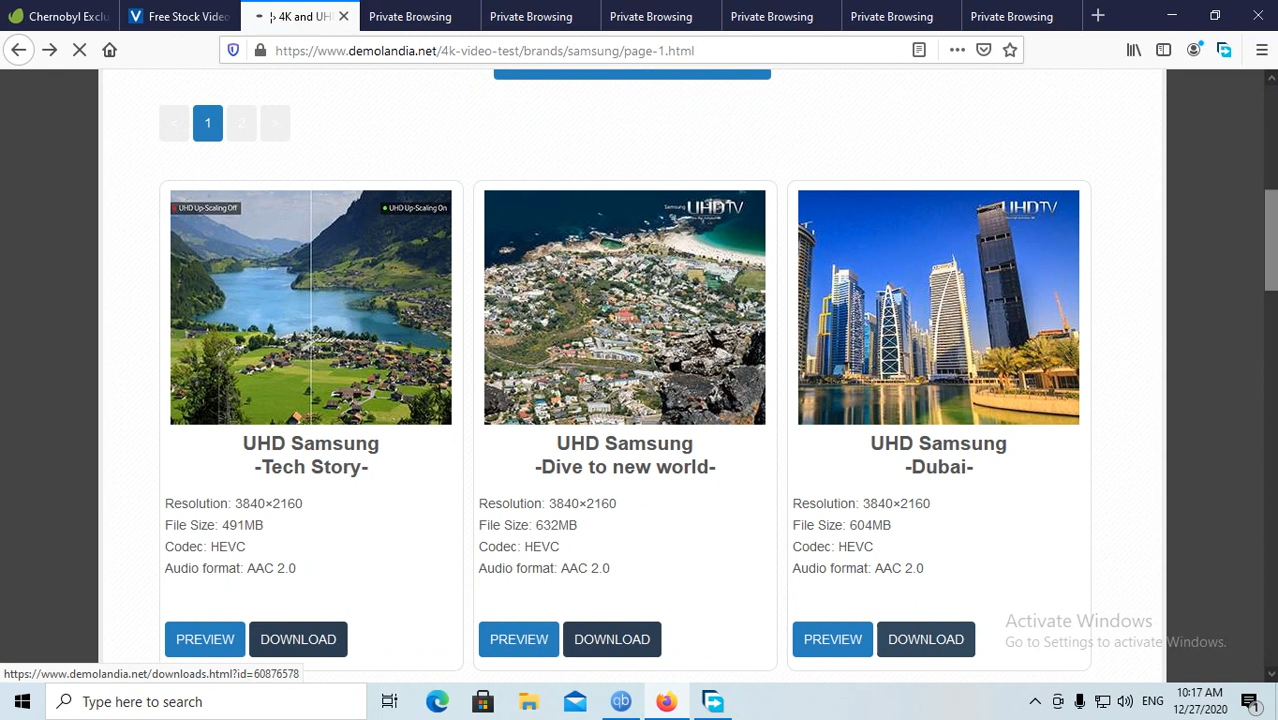 Chernobyl Exclu
Free Stock Video
4K and UH
Private Browsing
Private Browsing
Private Browsing
Private Browsing
Private Browsing
Private Browsing
https://www.demolandia.net/4k-video-test/brands/samsung/page-1.html
< 1 2 >
UHD Up-Scaling Off
UHD Up-Scaling On
Samsung UHDTV
UHDTV
UHD Samsung
-Tech Story-
Resolution: 3840×2160
File Size: 491MB
Codec: HEVC
Audio format: AAC 2.0
PREVIEW DOWNLOAD
UHD Samsung
-Dive to new world-
Resolution: 3840×2160
File Size: 632MB
Codec: HEVC
Audio format: AAC 2.0
PREVIEW DOWNLOAD
UHD Samsung
-Dubai-
Resolution: 3840×2160
File Size: 604MB
Codec: HEVC
Audio format: AAC 2.0
PREVIEW DOWNLOAD
Activate Windows
Go to Settings to activate Windows.
https://www.demolandia.net/downloads.html?id=60876578
Type here to search
qb
ENG
10:17 AM
12/27/2020
1